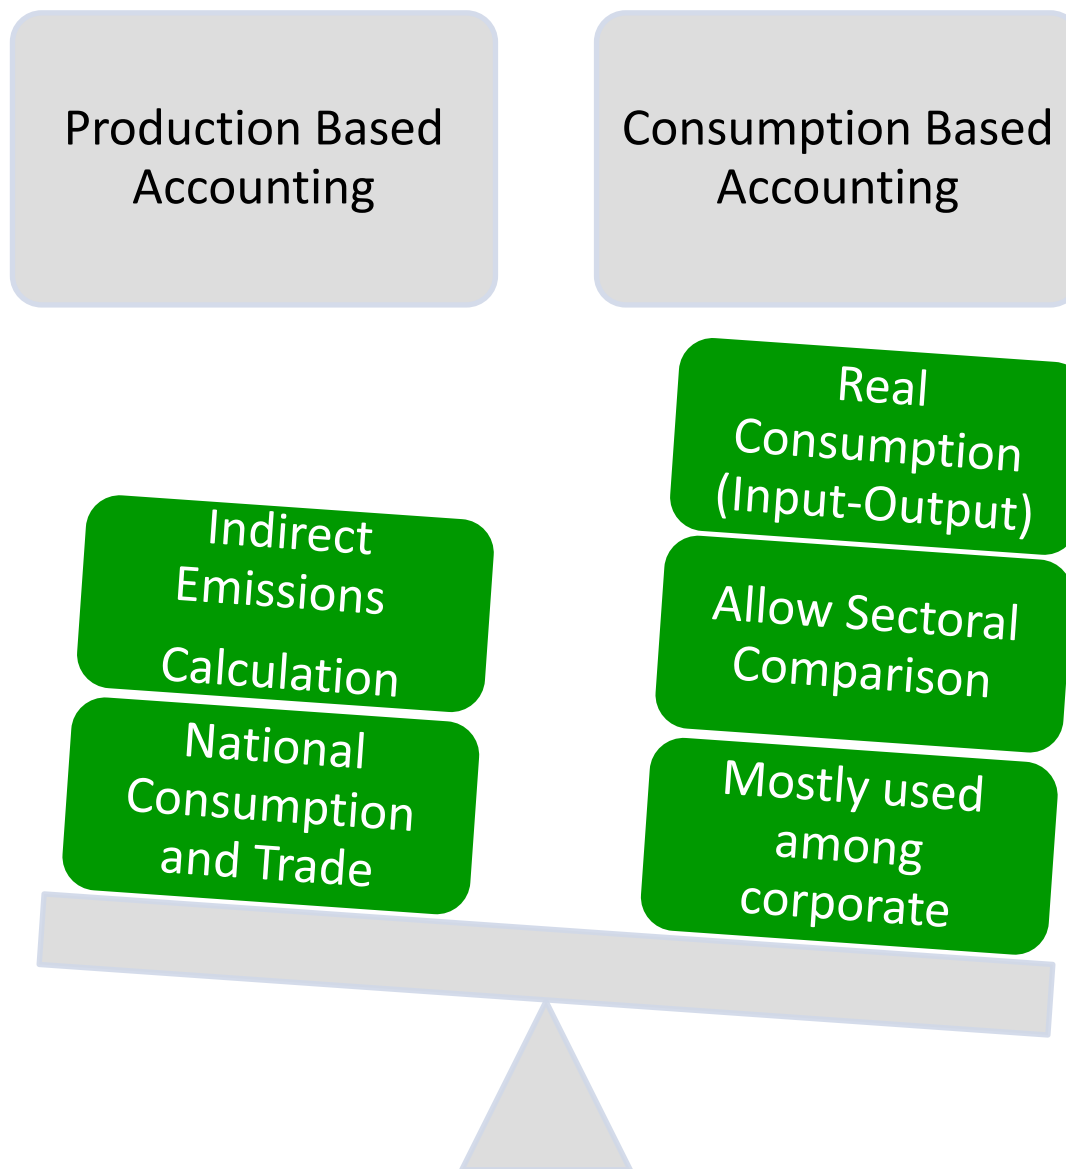 Production Based
Accounting
Consumption Based
Accounting
Indirect
Emissions
Calculation
National
Consumption
and Trade
Real
Consumption
(Input-Output)
Allow Sectoral
Comparison
Mostly used
among
corporate